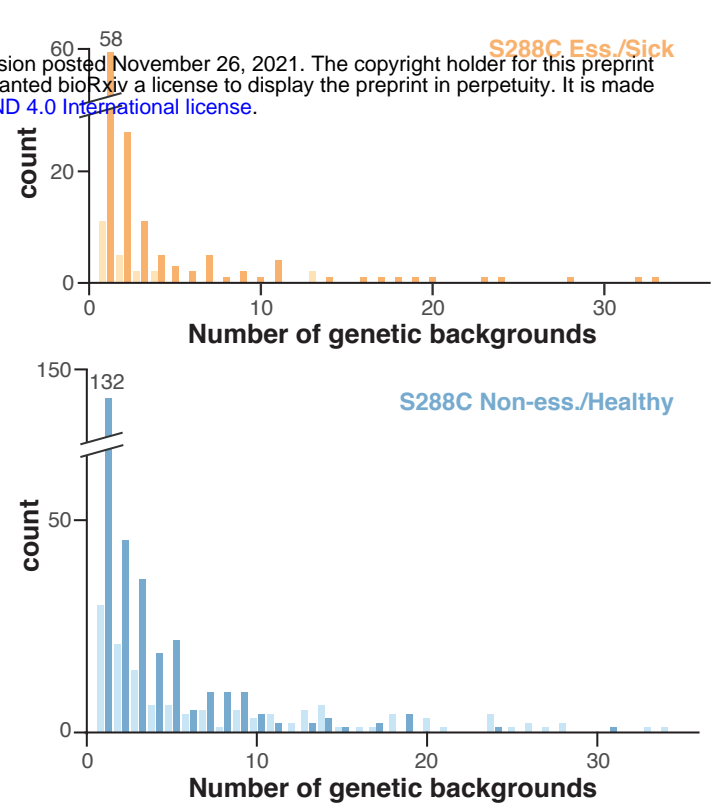 58
60
S288C Ess./Sick
sion posted November 26, 2021. The copyright holder for this preprint
anted bioRxiv a license to display the preprint in perpetuity. It is made
ND 4.0 International license.
count
20
0
0 10 20 30
Number of genetic backgrounds
150
132
S288C Non-ess./Healthy
count
50
0
0 10 20 30
Number of genetic backgrounds